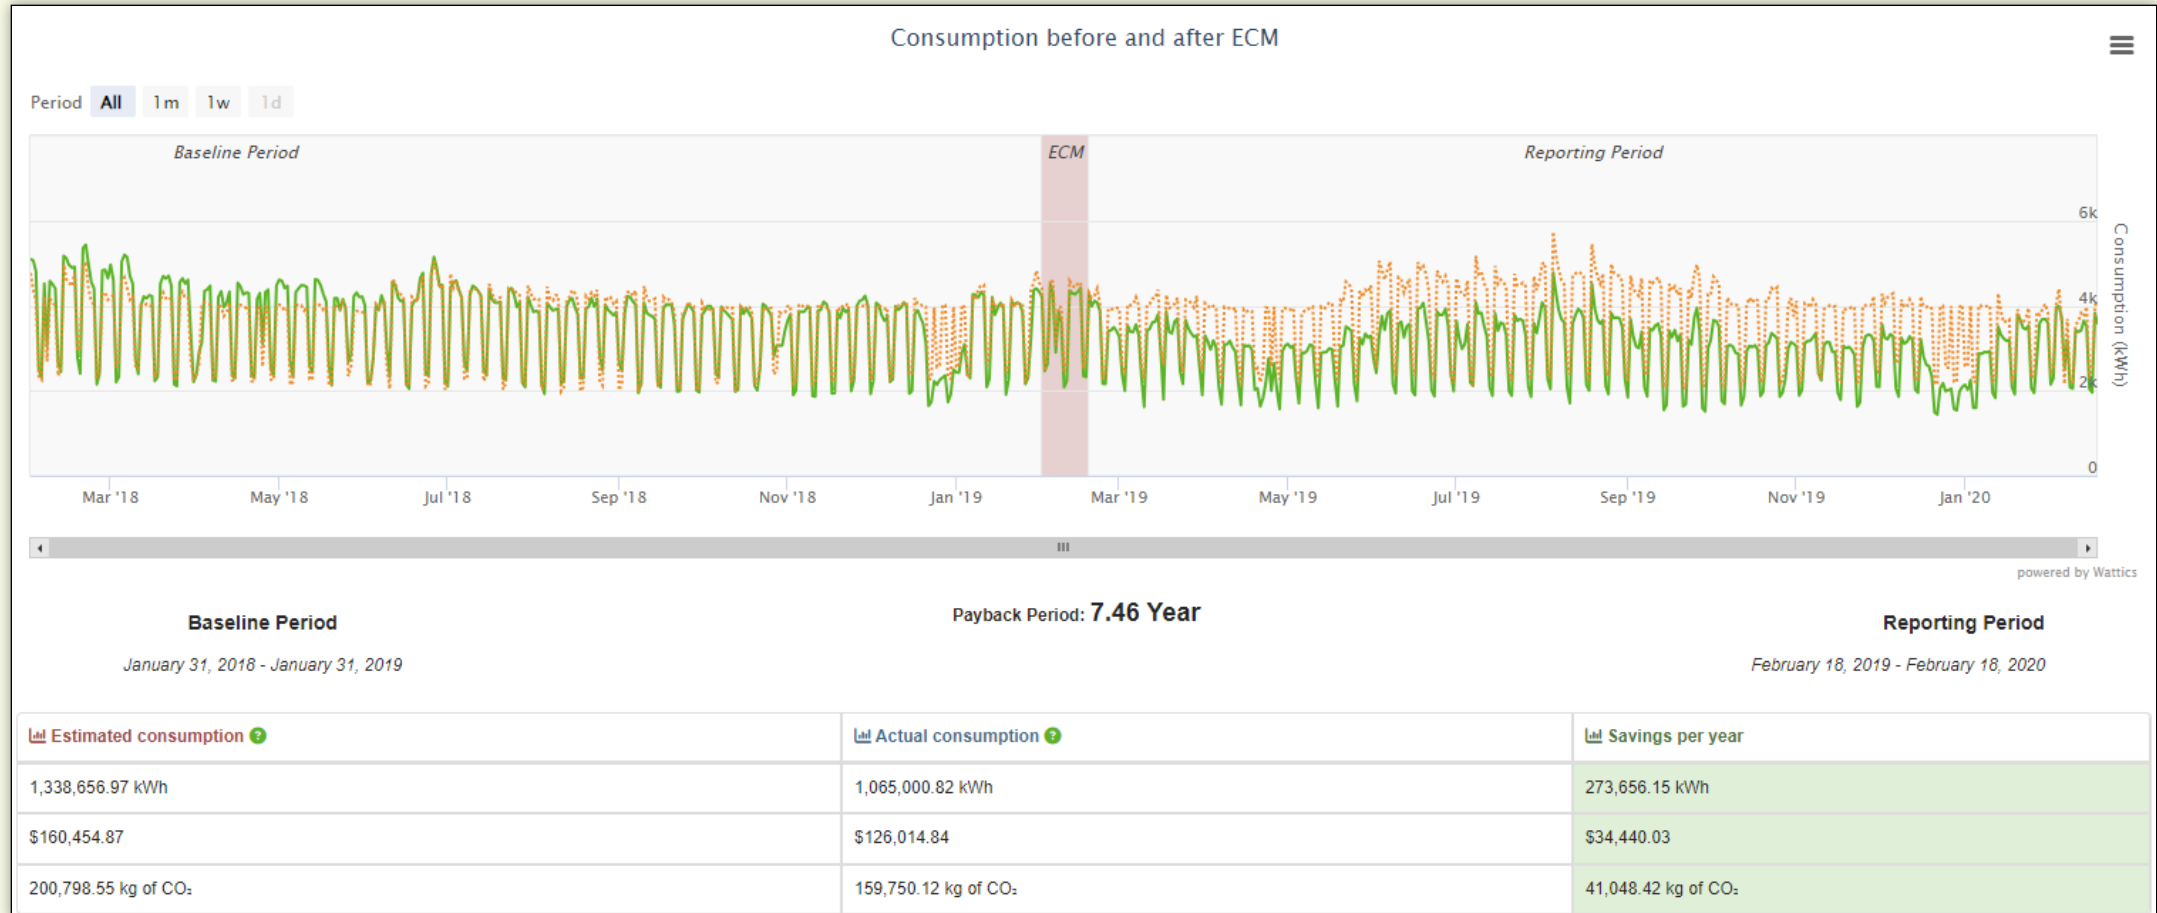 Consumption before and after ECM
Period All 1m 1w 1d
Baseline Period ECM Reporting Period
6k
4k
2k
0
Consumption (kWh)
Mar '18 May '18 Jul '18 Sep '18 Nov '18 Jan '19 Mar '19 May '19 Jul '19 Sep '19 Nov '19 Jan '20
powered by Wattics
Baseline Period Payback Period: 7.46 Year Reporting Period
January 31, 2018 - January 31, 2019 February 18, 2019 - February 18, 2020
Estimated consumption ? Actual consumption ? Savings per year
1,338,656.97 kWh 1,065,000.82 kWh 273,656.15 kWh
$160,454.87 $126,014.84 $34,440.03
200,798.55 kg of CO₂ 159,750.12 kg of CO₂ 41,048.42 kg of CO₂